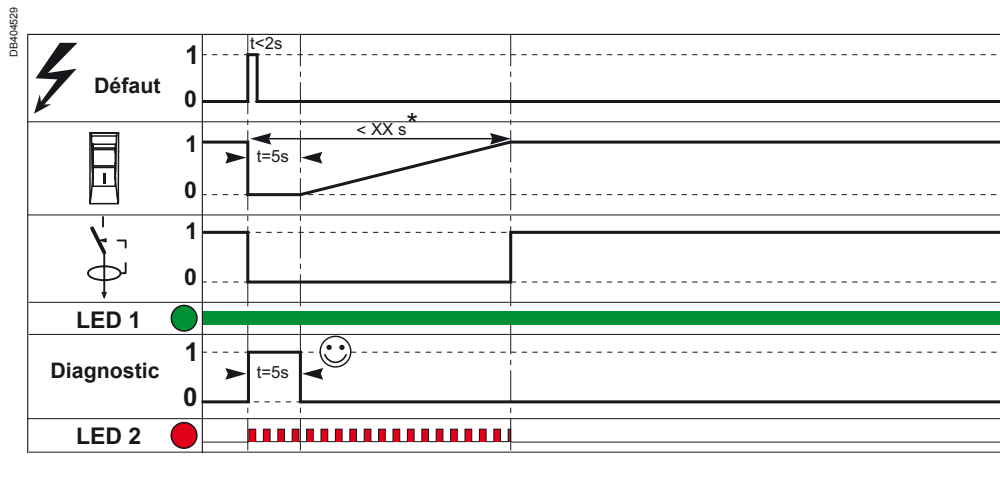 DB404529
t<2s
Défaut
1
0
< XX s*
1
t=5s
0
1
0
LED 1
1
Diagnostic
t=5s
0
LED 2